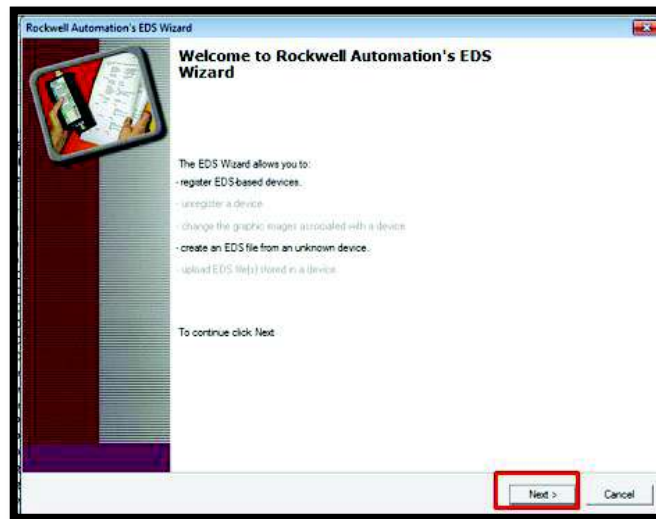 Rockwell Automation's EDS Wizard
Welcome to Rockwell Automation's EDS
Wizard
The EDS Wizard allows you to:
- register EDS-based devices.
- unregister a device.
- change the graphic images associated with a device.
- create an EDS file from an unknown device.
- upload EDS file(s) stored in a device.
To continue click Next
Next >
Cancel